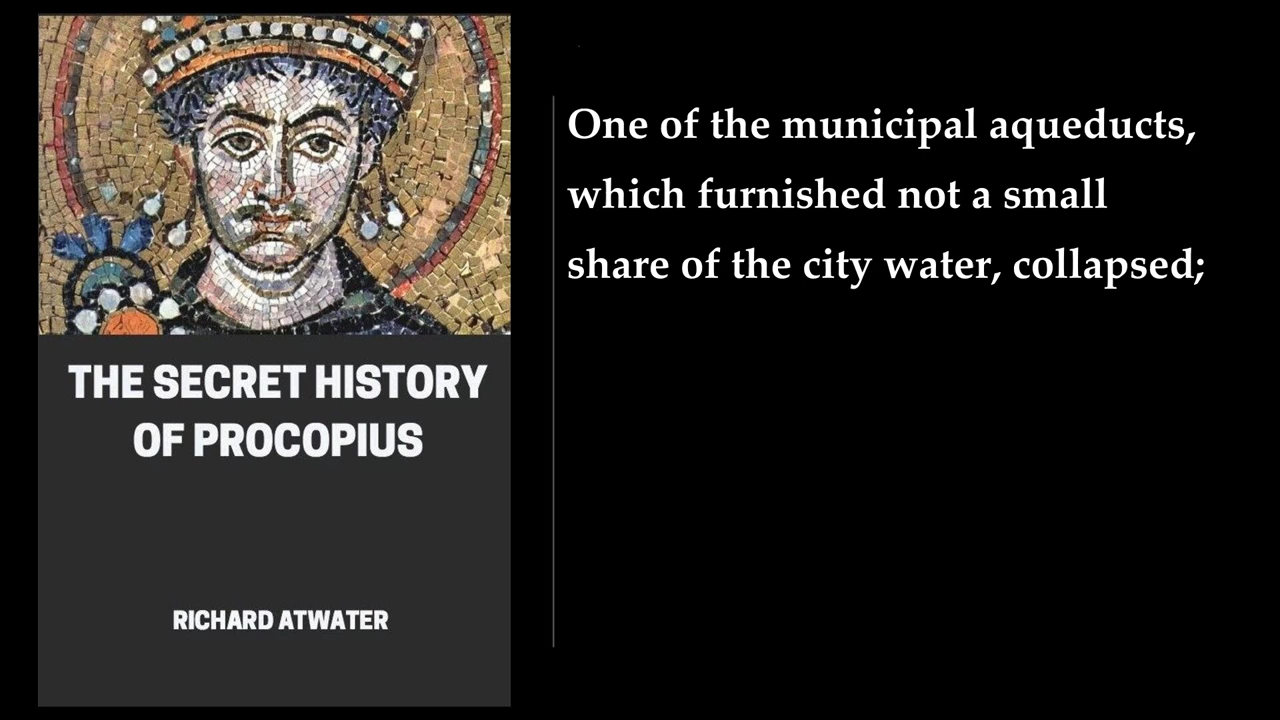 THE SECRET HISTORY
OF PROCOPIUS
RICHARD ATWATER
One of the municipal aqueducts,
which furnished not a small
share of the city water, collapsed;